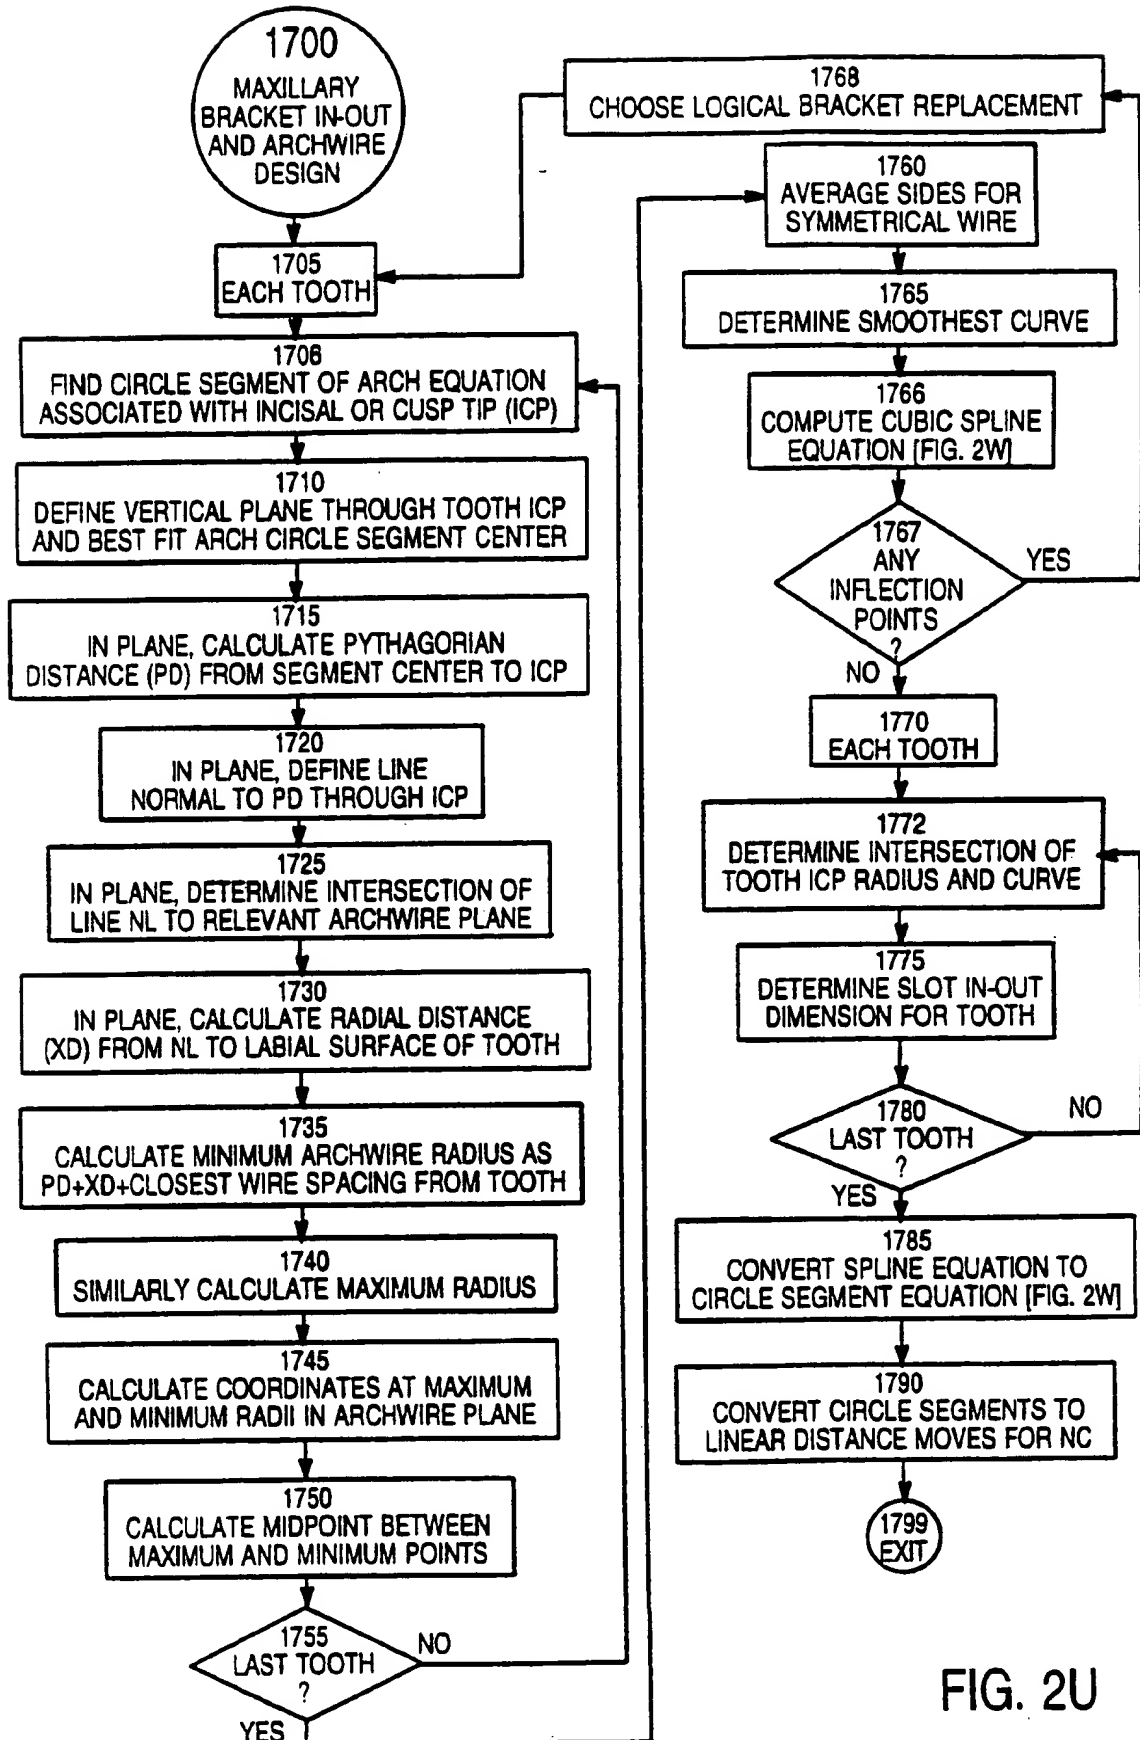 1700
MAXILLARY
BRACKET IN-OUT
AND ARCHWIRE
DESIGN
1705
EACH TOOTH
1706
FIND CIRCLE SEGMENT OF ARCH EQUATION
ASSOCIATED WITH INCISAL OR CUSP TIP (ICP)
1710
DEFINE VERTICAL PLANE THROUGH TOOTH ICP
AND BEST FIT ARCH CIRCLE SEGMENT CENTER
1715
IN PLANE, CALCULATE PYTHAGORIAN
DISTANCE (PD) FROM SEGMENT CENTER TO ICP
1720
IN PLANE, DEFINE LINE
NORMAL TO PD THROUGH ICP
1725
IN PLANE, DETERMINE INTERSECTION OF
LINE NL TO RELEVANT ARCHWIRE PLANE
1730
IN PLANE, CALCULATE RADIAL DISTANCE
(XD) FROM NL TO LABIAL SURFACE OF TOOTH
1735
CALCULATE MINIMUM ARCHWIRE RADIUS AS
PD+XD+CLOSEST WIRE SPACING FROM TOOTH
1740
SIMILARLY CALCULATE MAXIMUM RADIUS
1745
CALCULATE COORDINATES AT MAXIMUM
AND MINIMUM RADII IN ARCHWIRE PLANE
1750
CALCULATE MIDPOINT BETWEEN
MAXIMUM AND MINIMUM POINTS
1755
LAST TOOTH
?
NO
YES
1768
CHOOSE LOGICAL BRACKET REPLACEMENT
1760
AVERAGE SIDES FOR
SYMMETRICAL WIRE
1765
DETERMINE SMOOTHEST CURVE
1766
COMPUTE CUBIC SPLINE
EQUATION [FIG. 2W]
1767
ANY
INFLECTION
POINTS
?
YES
NO
1770
EACH TOOTH
1772
DETERMINE INTERSECTION OF
TOOTH ICP RADIUS AND CURVE
1775
DETERMINE SLOT IN-OUT
DIMENSION FOR TOOTH
1780
LAST TOOTH
?
NO
YES
1785
CONVERT SPLINE EQUATION TO
CIRCLE SEGMENT EQUATION [FIG. 2W]
1790
CONVERT CIRCLE SEGMENTS TO
LINEAR DISTANCE MOVES FOR NC
1799
EXIT
FIG. 2U